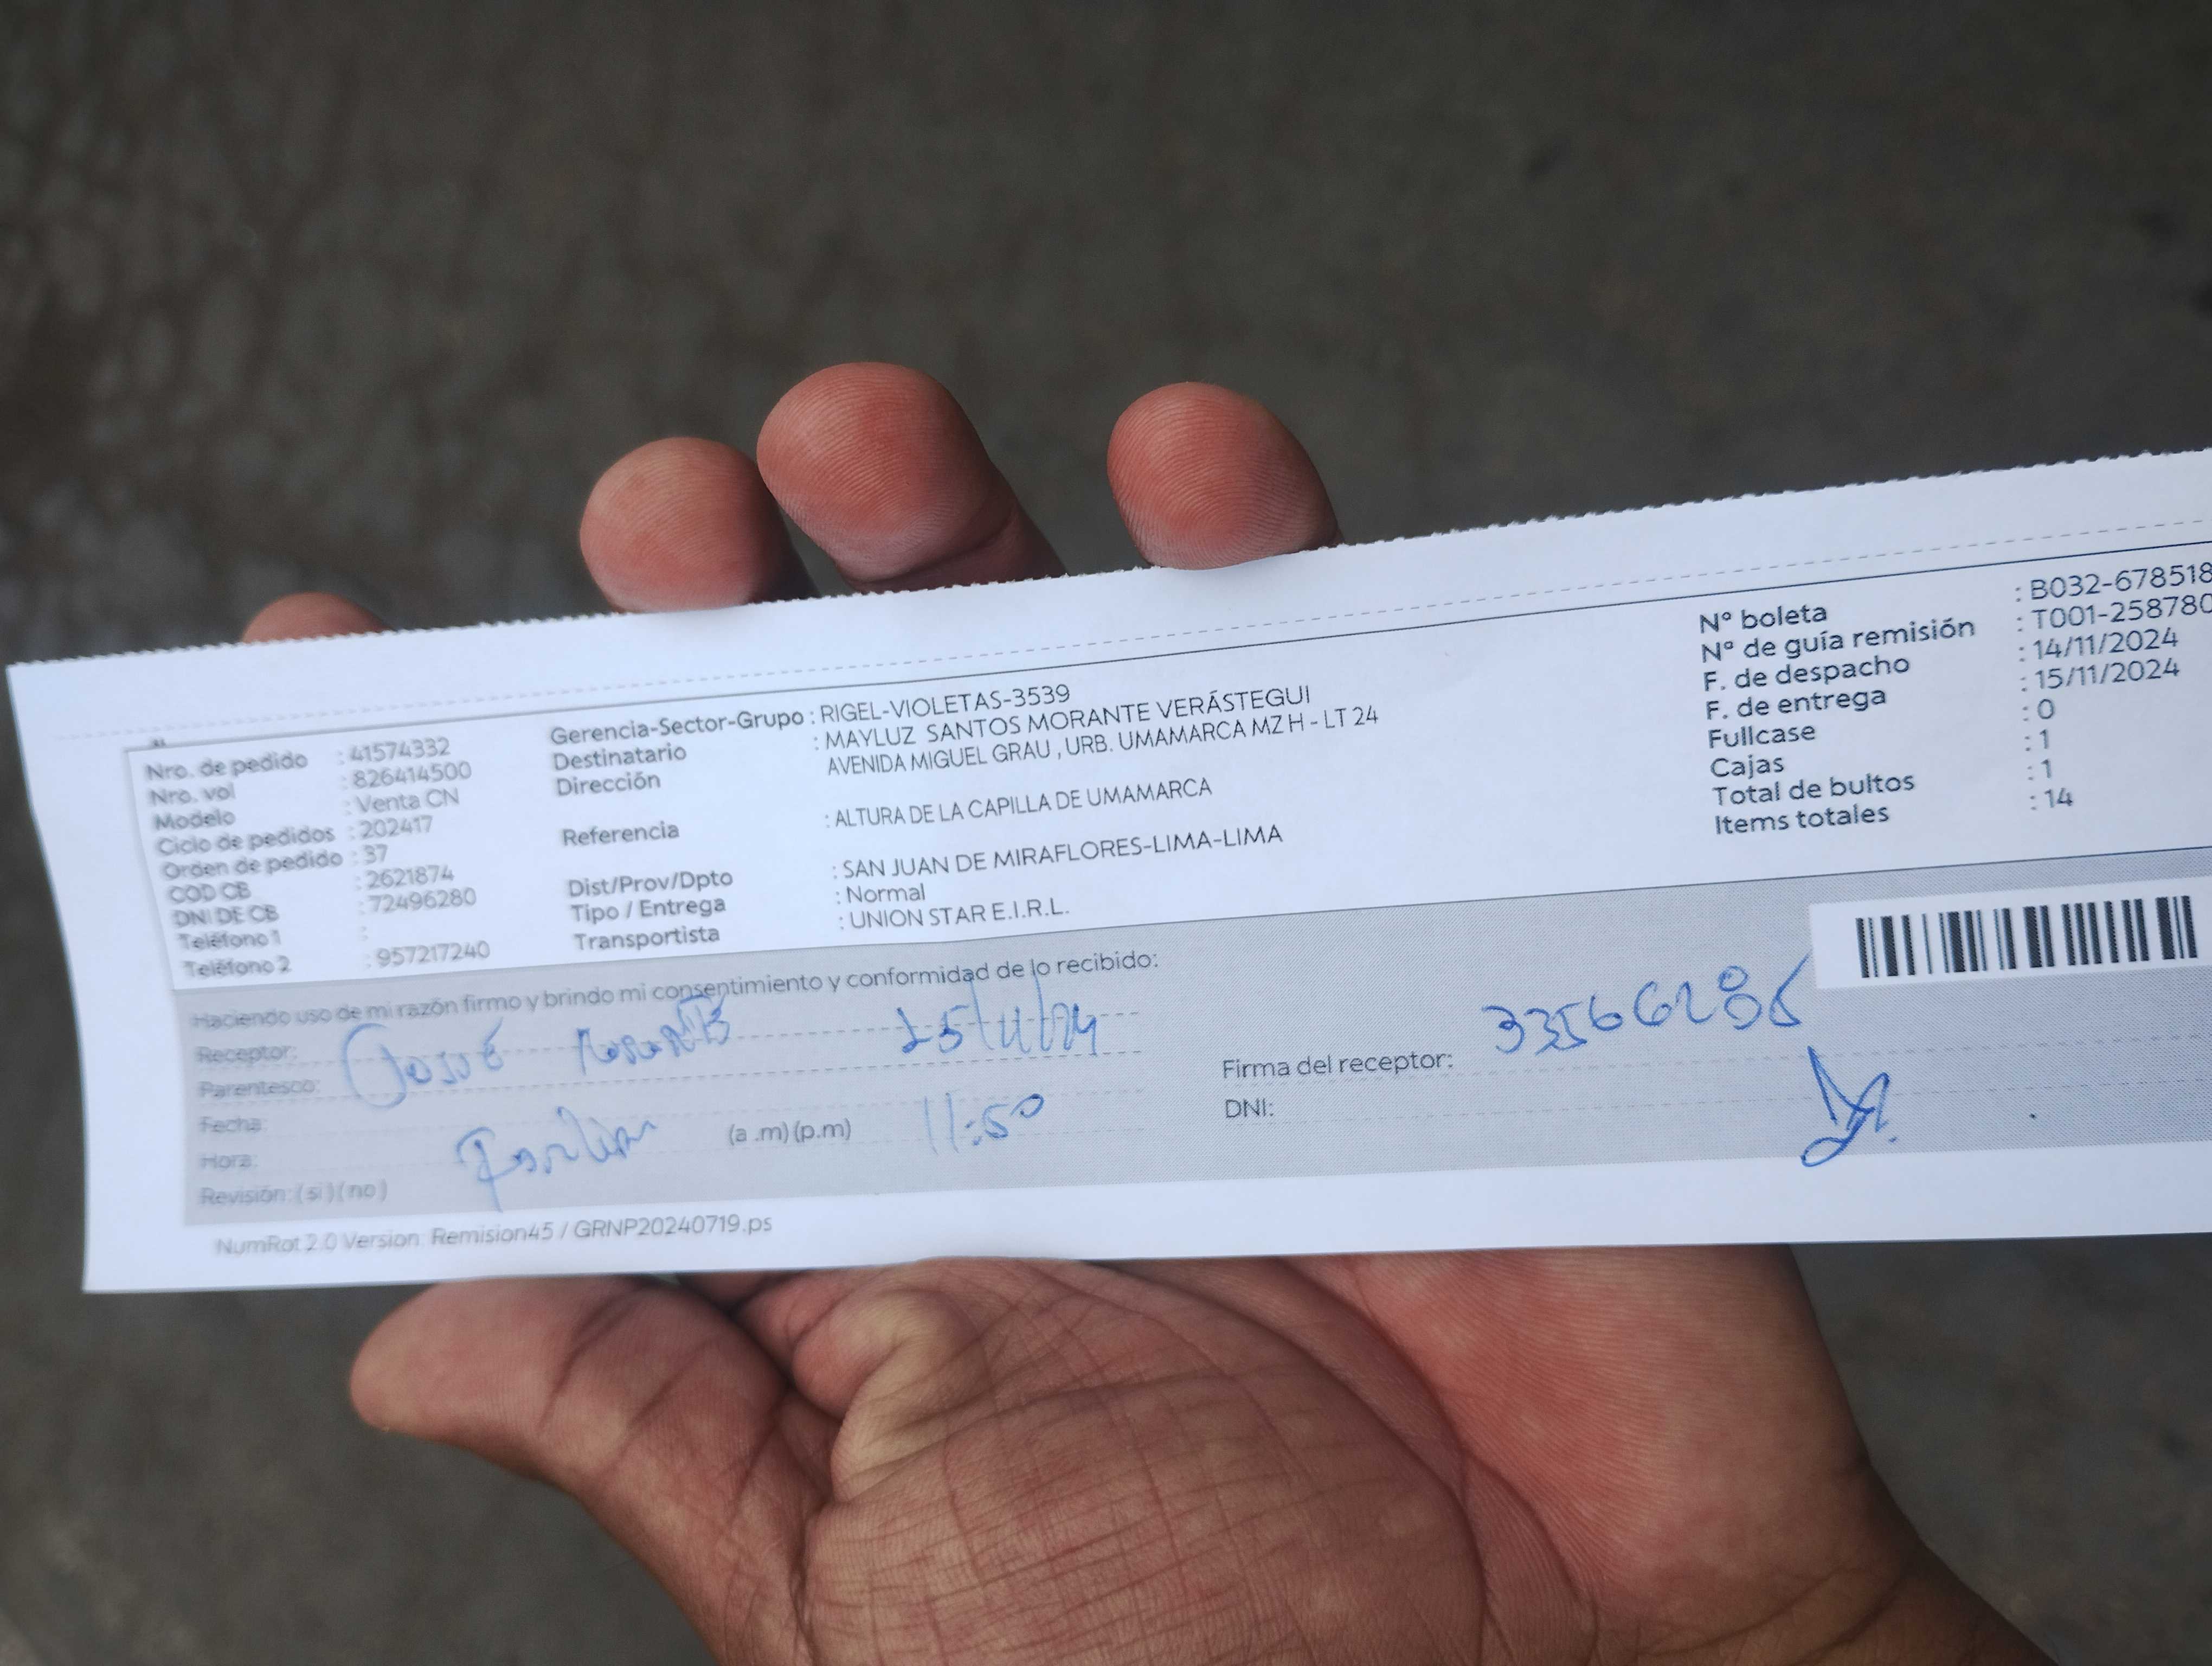 Nro. de pedido : 41574332
Nro. vol : 826414500
Modelo : Venta CN
Ciclo de pedidos : 202417
Orden de pedido : 37
COD CB : 2621874
DNI DE CB : 72496280
Teléfono 1 :
Teléfono 2 : 957217240
Gerencia-Sector-Grupo : RIGEL-VIOLETAS-3539
Destinatario : MAYLUZ SANTOS MORANTE VERÁSTEGUI
Dirección AVENIDA MIGUEL GRAU , URB. UMAMARCA MZ H - LT 24
Referencia : ALTURA DE LA CAPILLA DE UMAMARCA
Dist/Prov/Dpto : SAN JUAN DE MIRAFLORES-LIMA-LIMA
Tipo / Entrega : Normal
Transportista : UNION STAR E.I.R.L.
Nº boleta : B032-678518
Nº de guía remisión : T001-258780
F. de despacho : 14/11/2024
F. de entrega : 15/11/2024
Fullcase : 0
Cajas : 1
Total de bultos : 1
Items totales : 14
Haciendo uso de mi razón firmo y brindo mi consentimiento y conformidad de lo recibido:
Receptor: Josué
Parentesco:
Fecha:
Hora: (a .m) (p.m) 11:50
Revisión: (si) (no)
Firma del receptor:
DNI:
NumRot 2.0 Version: Remision45 / GRNP20240719.ps